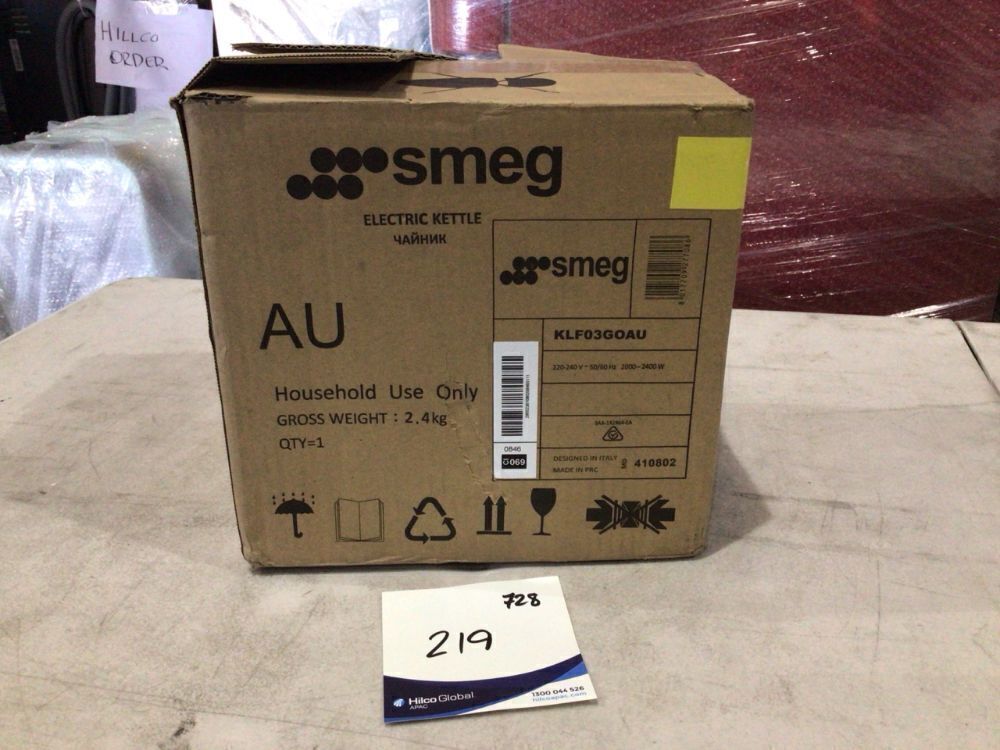 HILLCO
ORDER
smeg
ELECTRIC KETTLE
ЧАЙНИК
smeg
AU
KLF03GOAU
220-240 V ~ 50/60 Hz 2000-2400 W
Household Use Only
GROSS WEIGHT : 2.4kg
QTY=1
0846
DESIGNED IN ITALY
MADE IN PRC
410802
728
219
Hilco Global
APAC
1300 044 526
hilcoapac.com